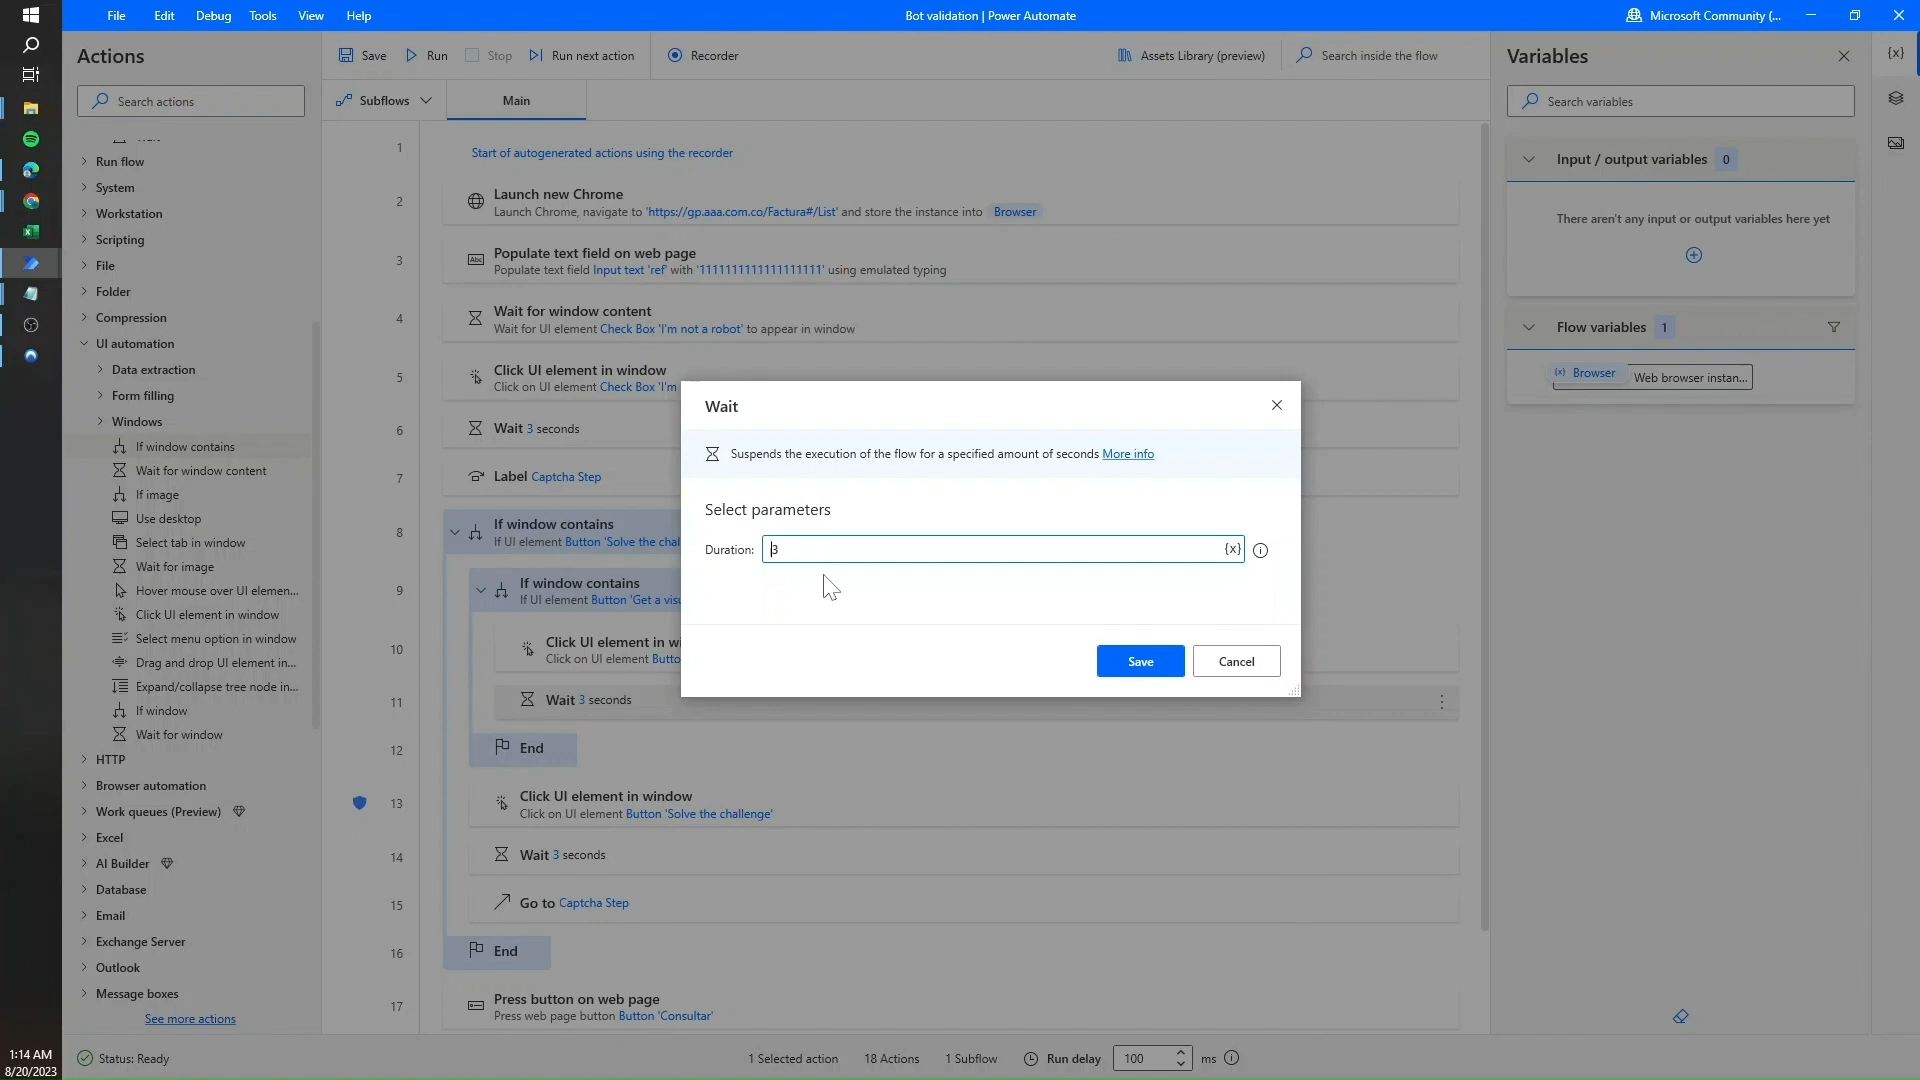 File Edit Debug Tools View Help
Bot validation | Power Automate
Microsoft Community (...
Actions
Search actions
Run flow
System
Workstation
Scripting
File
Folder
Compression
UI automation
Data extraction
Form filling
Windows
If window contains
Wait for window content
If image
Use desktop
Select tab in window
Wait for image
Hover mouse over UI elemen...
Click UI element in window
Select menu option in window
Drag and drop UI element in...
Expand/collapse tree node in...
If window
Wait for window
HTTP
Browser automation
Work queues (Preview)
Excel
AI Builder
Database
Email
Exchange Server
Outlook
Message boxes
See more actions
Save Run Stop Run next action Recorder
Assets Library (preview)
Search inside the flow
Subflows Main
1 Start of autogenerated actions using the recorder
2 Launch new Chrome
Launch Chrome, navigate to 'https://gp.aaa.com.co/Factura#/List' and store the instance into Browser
3 Populate text field on web page
Populate text field Input text 'ref' with '1111111111111111111' using emulated typing
4 Wait for window content
Wait for UI element Check Box 'I'm not a robot' to appear in window
5 Click UI element in window
Click on UI element Check Box 'I'm
6 Wait 3 seconds
7 Label Captcha Step
8 If window contains
If UI element Button 'Solve the chal
9 If window contains
If UI element Button 'Get a visu
10 Click UI element in wi
Click on UI element Butto
11 Wait 3 seconds
12 End
13 Click UI element in window
Click on UI element Button 'Solve the challenge'
14 Wait 3 seconds
15 Go to Captcha Step
16 End
17 Press button on web page
Press web page button Button 'Consultar'
Wait
Suspends the execution of the flow for a specified amount of seconds More info
Select parameters
Duration: 3 {x}
Save Cancel
Variables
{x}
Search variables
Input / output variables 0
There aren't any input or output variables here yet
Flow variables 1
(x) Browser Web browser instan...
Status: Ready
1 Selected action 18 Actions 1 Subflow Run delay 100 ms
1:14 AM
8/20/2023